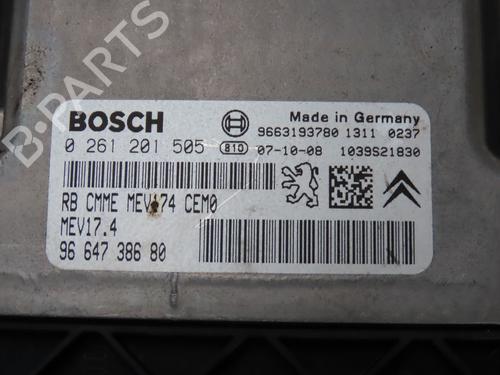 BOSCH
Made in Germany
9663193780 1311 0237
0 261 201 505 810 07-10-08 1039S21830
RB CMME MEV174 CEM0
MEV17.4
96 647 386 80
B-PARTS